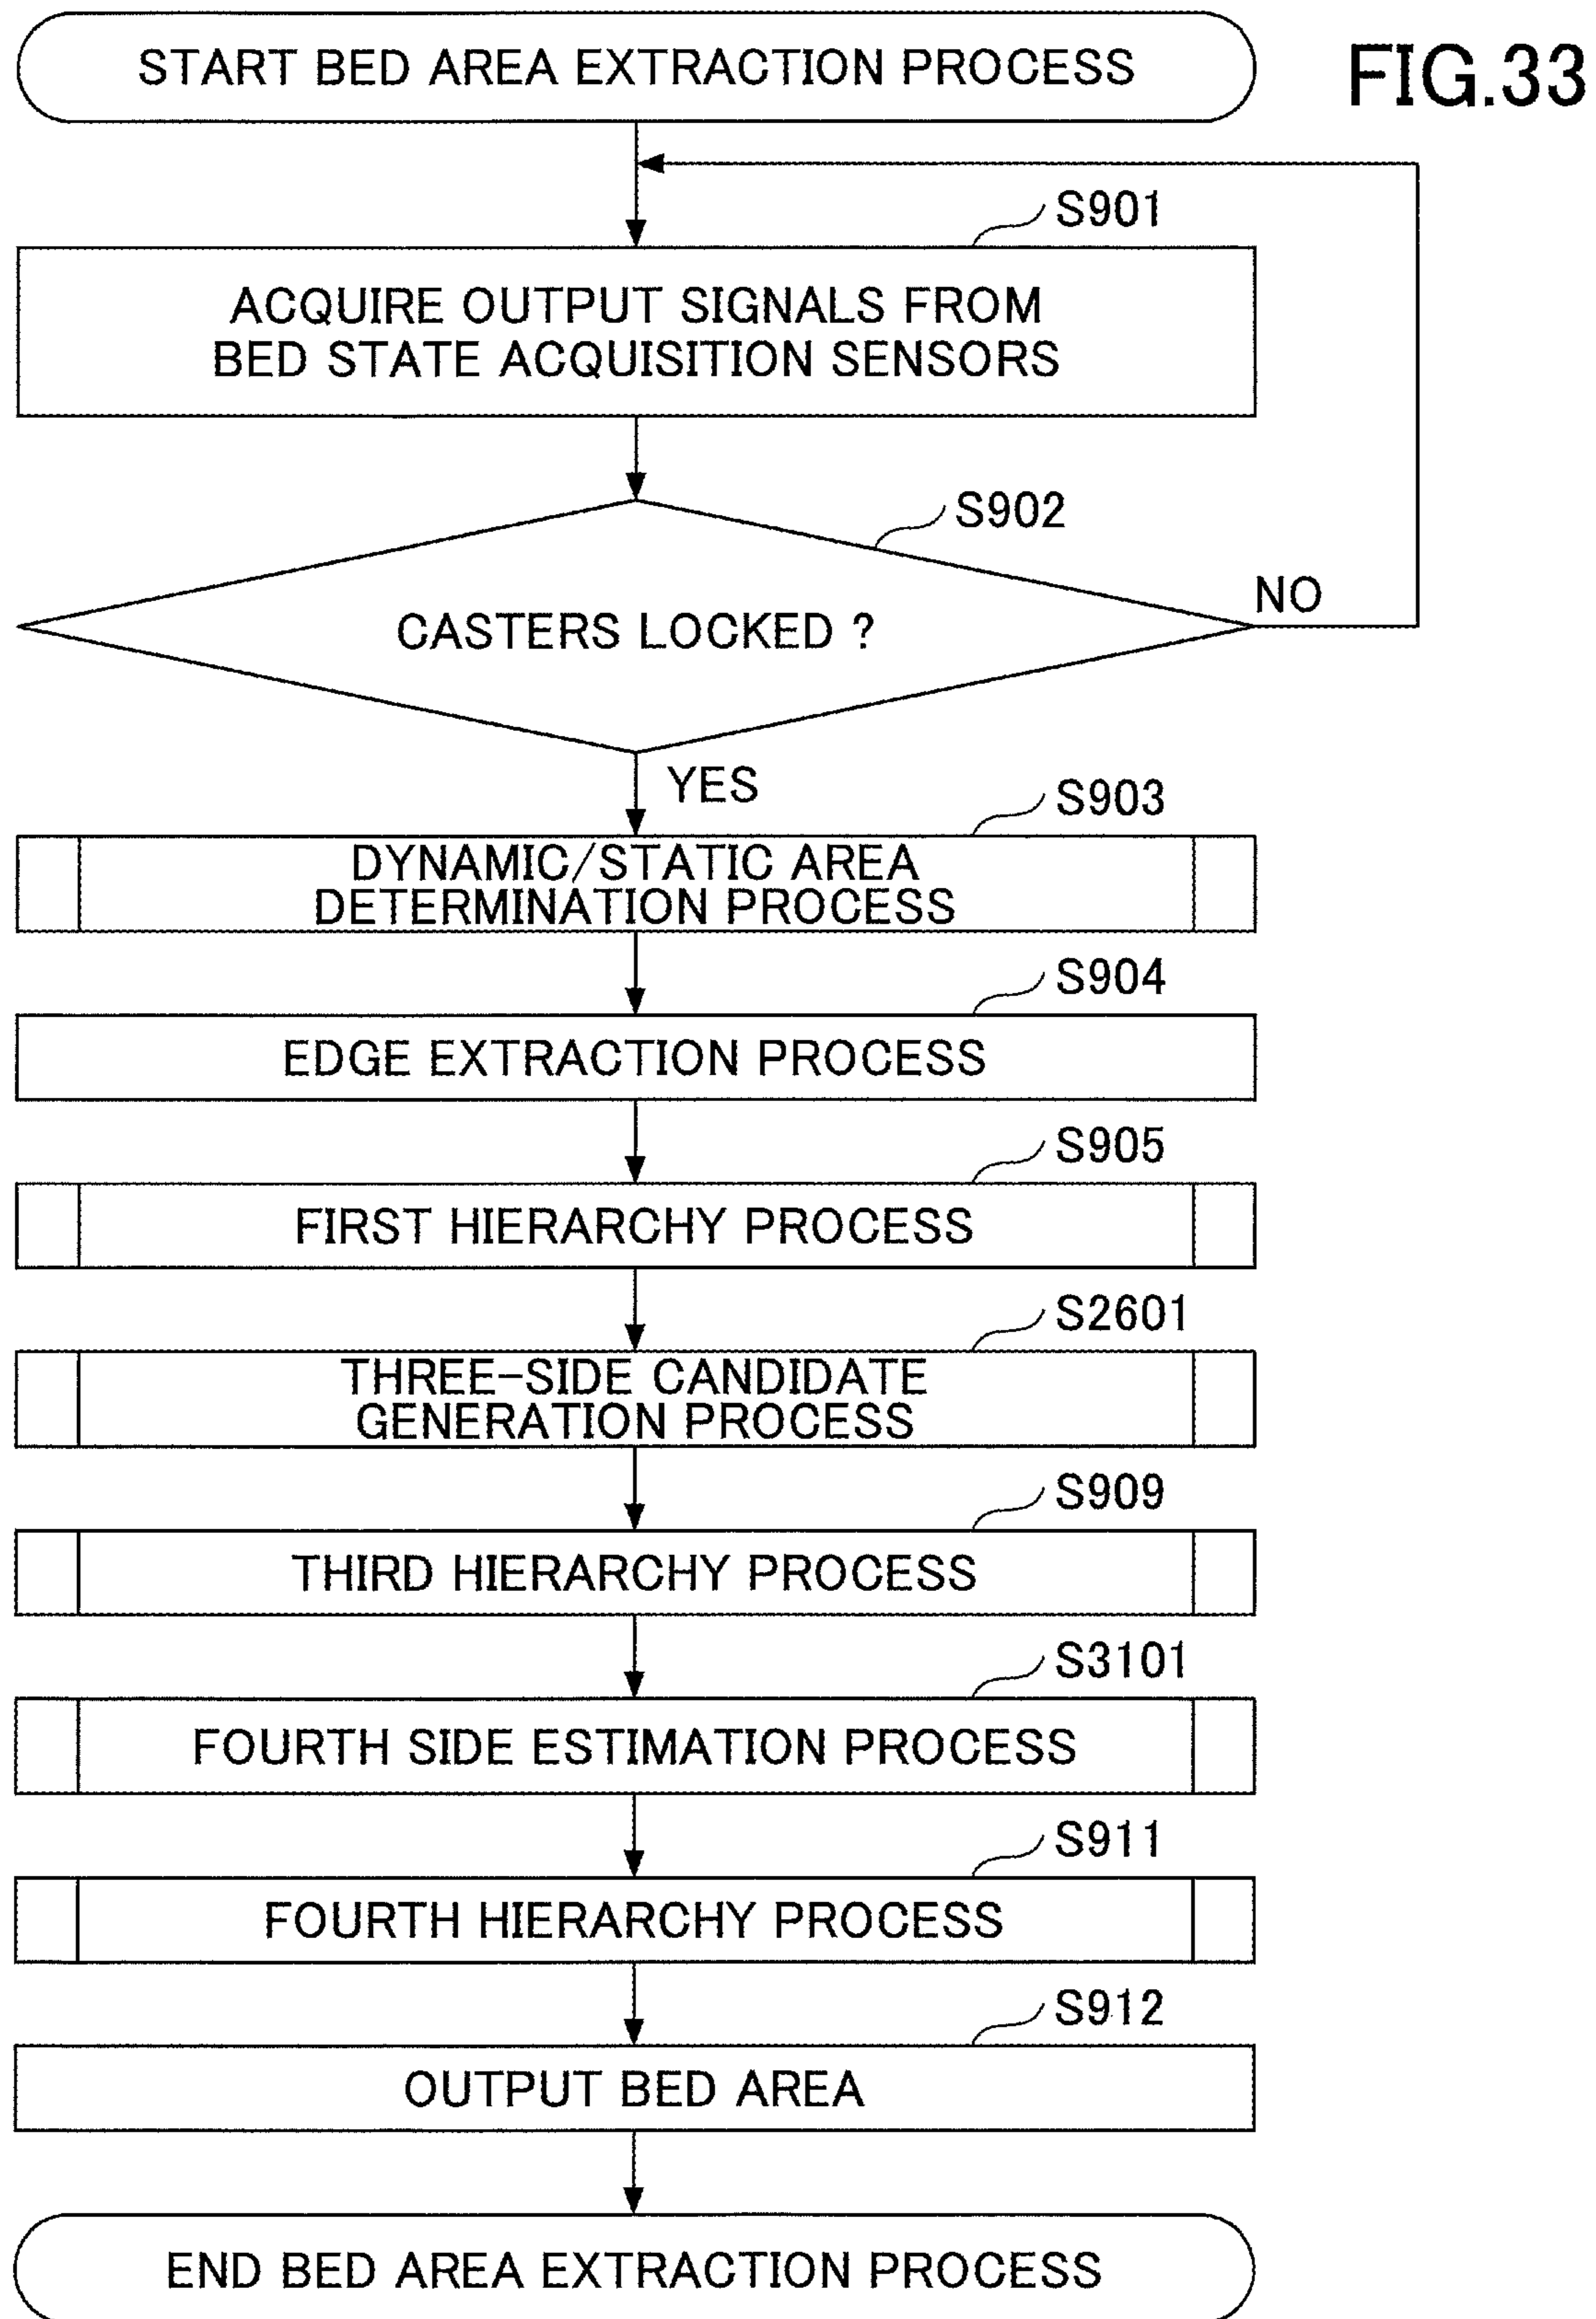 START BED AREA EXTRACTION PROCESS
FIG.33
S901
ACQUIRE OUTPUT SIGNALS FROM
BED STATE ACQUISITION SENSORS
S902
CASTERS LOCKED ?
NO
YES
S903
DYNAMIC/STATIC AREA
DETERMINATION PROCESS
S904
EDGE EXTRACTION PROCESS
S905
FIRST HIERARCHY PROCESS
S2601
THREE-SIDE CANDIDATE
GENERATION PROCESS
S909
THIRD HIERARCHY PROCESS
S3101
FOURTH SIDE ESTIMATION PROCESS
S911
FOURTH HIERARCHY PROCESS
S912
OUTPUT BED AREA
END BED AREA EXTRACTION PROCESS